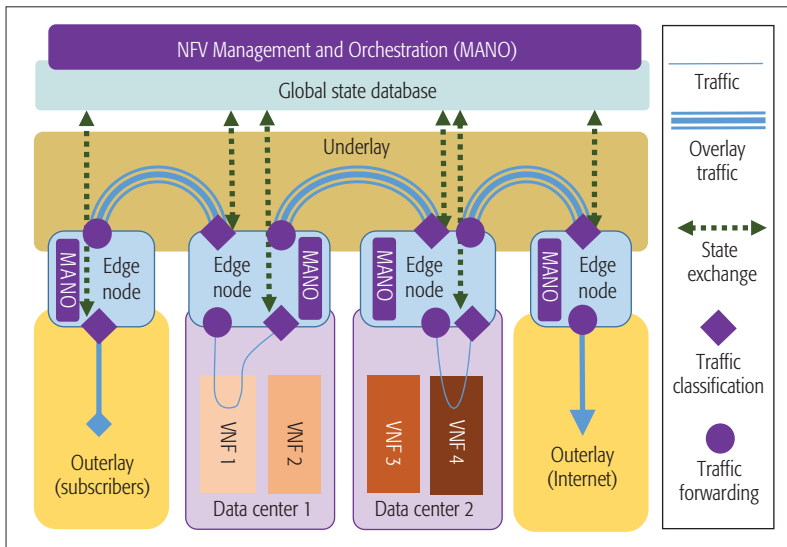 NFV Management and Orchestration (MANO)
Global state database
Underlay
MANO
Edge
node
Edge
node
MANO
Edge
node
MANO
MANO
Edge
node
VNF 1
VNF 2
VNF 3
VNF 4
Outerlay
(subscribers)
Data center 1
Data center 2
Outerlay
(Internet)
Traffic
Overlay
traffic
State
exchange
Traffic
classification
Traffic
forwarding